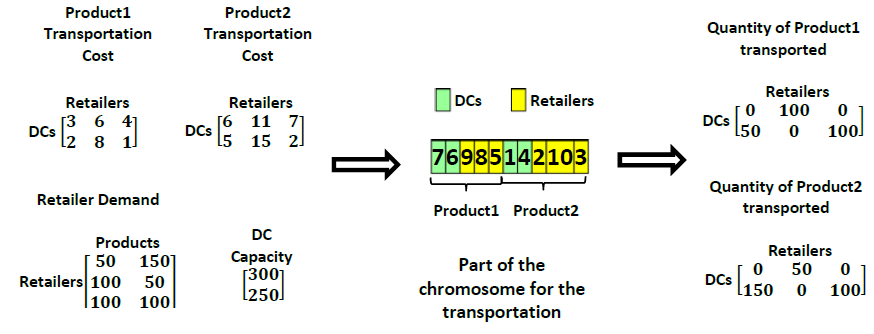 Product1
Transportation
Cost
Product2
Transportation
Cost
Retailers
DCs [3 6 4
2 8 1]
Retailers
DCs [6 11 7
5 15 2]
Retailer Demand
Products
Retailers [50 150
100 50
100 100]
DC
Capacity
[300
250]
DCs Retailers
7 6 9 8 5 1 4 2 10 3
Product1 Product2
Part of the
chromosome for the
transportation
Quantity of Product1
transported
Retailers
DCs [0 100 0
50 0 100]
Quantity of Product2
transported
Retailers
DCs [0 50 0
150 0 100]